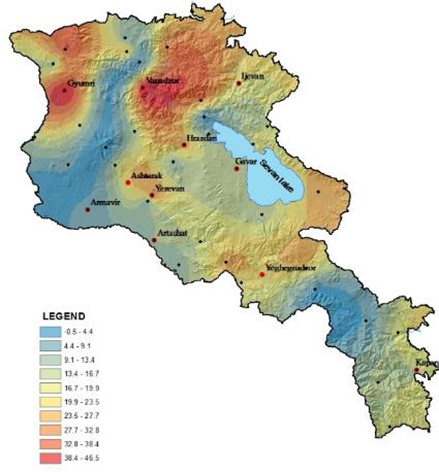 Gyumri
Vanadzor
Ijevan
Hrazdan
Gavar
Sevan lake
Ashtarak
Yerevan
Armavir
Artashat
Yeghegnadzor
Kapan
LEGEND
-0.5 - 4.4
4.4 - 9.1
9.1 - 13.4
13.4 - 16.7
16.7 - 19.9
19.9 - 23.5
23.5 - 27.7
27.7 - 32.8
32.8 - 38.4
38.4 - 46.5